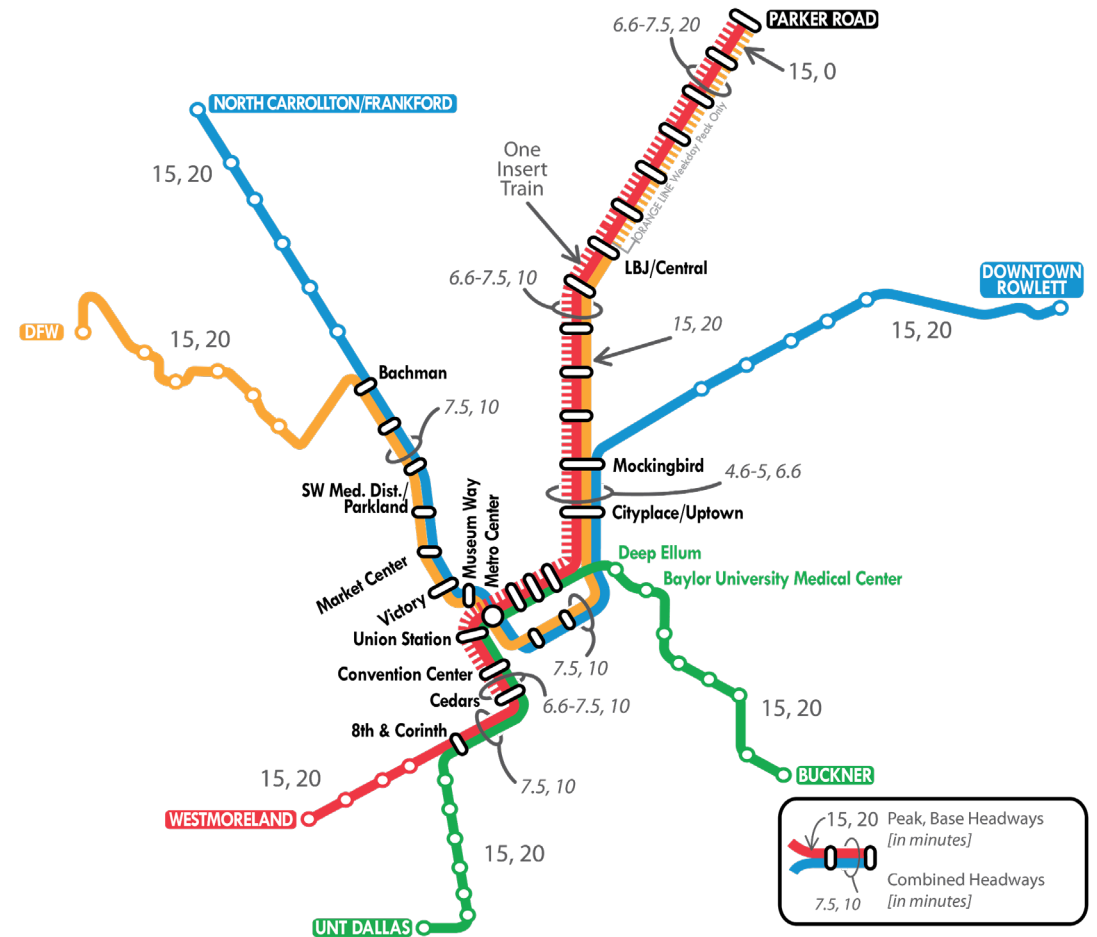 6.6-7.5, 20
PARKER ROAD
15, 0
NORTH CARROLLTON/FRANKFORD
15, 20
One
Insert
Train
ORANGE LINE Weekday Peak Only
LBJ/Central
6.6-7.5, 10
DOWNTOWN
ROWLETT
DFW
15, 20
15, 20
15, 20
Bachman
7.5, 10
Mockingbird
4.6-5, 6.6
SW Med. Dist./
Parkland
Museum Way
Metro Center
Cityplace/Uptown
Deep Ellum
Market Center
Baylor University Medical Center
Victory
Union Station
7.5, 10
Convention Center
Cedars
6.6-7.5, 10
15, 20
8th & Corinth
7.5, 10
15, 20
BUCKNER
WESTMORELAND
15, 20
UNT DALLAS
15, 20
Peak, Base Headways
[in minutes]
7.5, 10
Combined Headways
[in minutes]